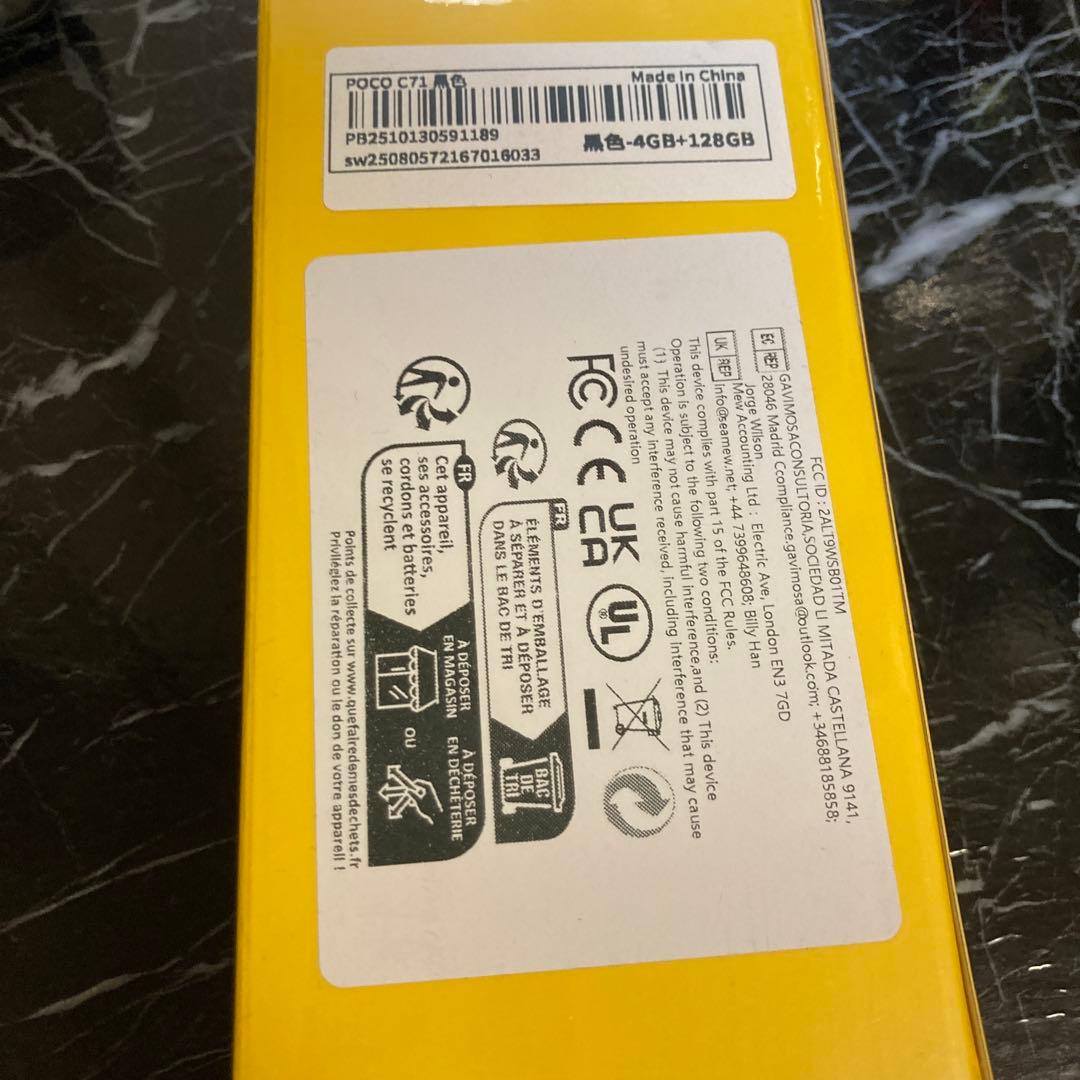 POCO C71 黑色
Made in China
PB2510130591189
黑色-4GB+128GB
sw25080572167016033
FCC ID : 2ALT9WSB01TM
EC REP
GAVIMOSACONSULTORIA,SOCIEDAD LI MITADA CASTELLANA 9141,
28046 Madrid Ccompliance.gavimosa@outlook.com; +34688185858;
Jorge Wilson
UK REP
Mew Accounting Ltd : Electric Ave, London EN3 7GD
Info@seamew.net; +44 7399648608; Billy Han
This device complies with part 15 of the FCC Rules.
Operation is subject to the following two conditions:
(1) This device may not cause harmful interference,and (2) This device
must accept any interference received, including interference that may cause
undesired operation
FC CE UK CA UL
FR
ÉLÉMENTS D'EMBALLAGE
À SÉPARER ET À DÉPOSER
DANS LE BAC DE TRI
BAC
DE
TRI
FR
Cet appareil,
ses accessoires,
cordons et batteries
se recyclent
À DÉPOSER
EN MAGASIN
OU
À DÉPOSER
EN DÉCHÈTERIE
Points de collecte sur www.quefairedemesdechets.fr
Privilégiez la réparation ou le don de votre appareil !